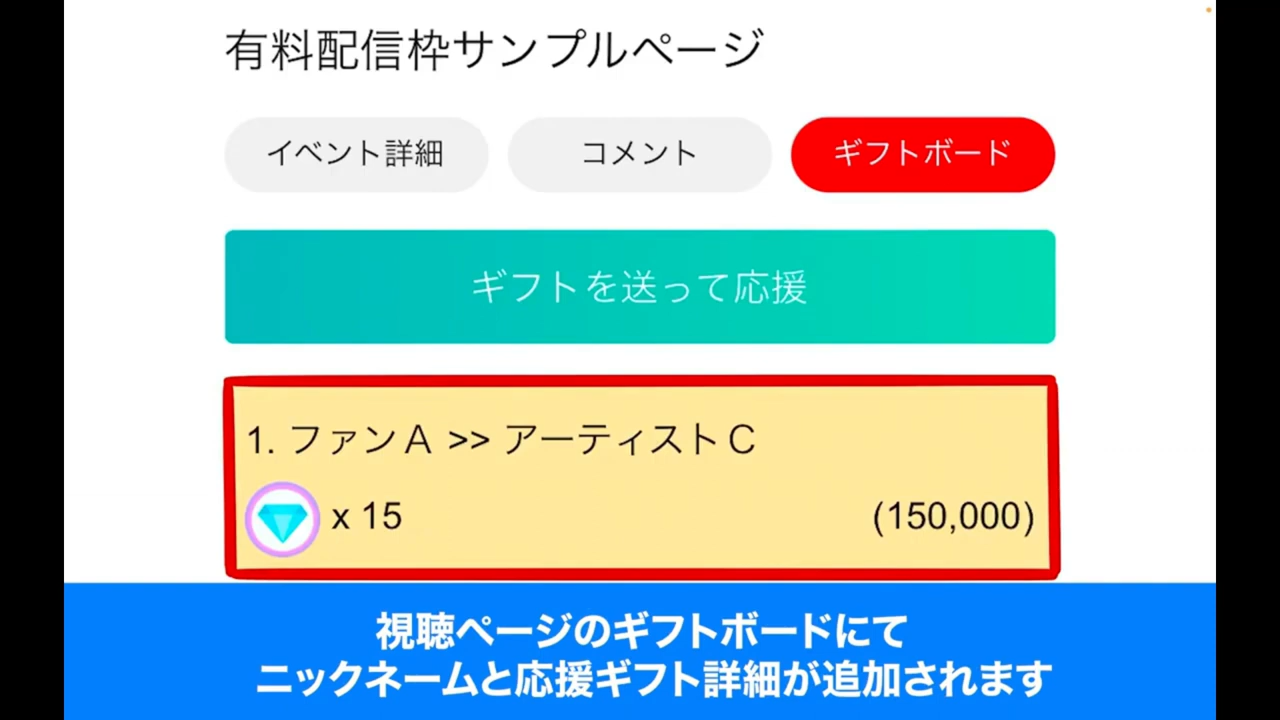 有料配信枠サンプルページ
イベント詳細 コメント ギフトボード
ギフトを送って応援
1. ファンA >> アーティストC
x 15 (150,000)
視聴ページのギフトボードにて
ニックネームと応援ギフト詳細が追加されます